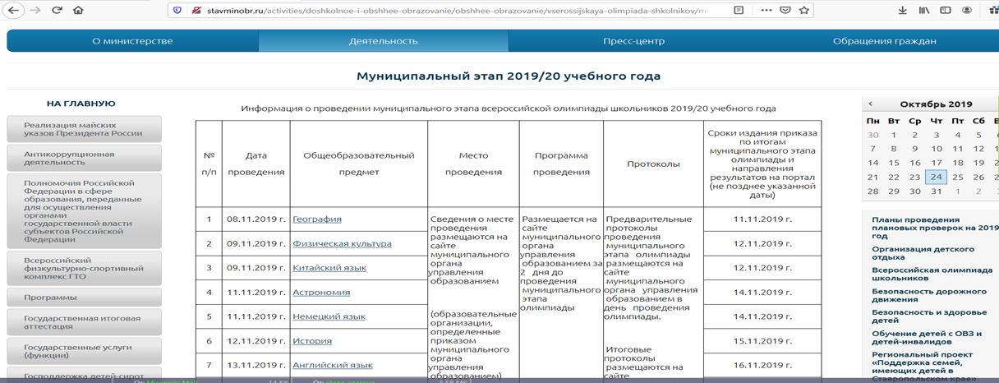 stavminobr.ru/activities/doshkolnoe-i-obshhee-obrazovanie/obshhee-obrazovanie/vserossijskaya-olimpiada-shkolnikov/
О министерстве
Деятельность
Пресс-центр
Обращения граждан
Муниципальный этап 2019/20 учебного года
НА ГЛАВНУЮ
Реализация майских
указов Президента России
Антикоррупционная
деятельность
Полномочия Российской
Федерации в сфере
образования, переданные
для осуществления
органами
государственной власти
субъектов Российской
Федерации
Всероссийский
физкультурно-спортивный
комплекс ГТО
Программы
Государственная итоговая
аттестация
Государственные услуги
(функции)
Господдержка детей-сирот
Информация о проведении муниципального этапа всероссийской олимпиады школьников 2019/20 учебного года
№
п/п
Дата
проведения
Общеобразовательный
предмет
Место
проведения
Программа
проведения
Протоколы
Сроки издания приказа
по итогам
муниципального этапа
олимпиады и
направления
результатов на портал
(не позднее указанной
даты)
1 08.11.2019 г. География 11.11.2019 г.
2 09.11.2019 г. Физическая культура 12.11.2019 г.
3 09.11.2019 г. Китайский язык 12.11.2019 г.
4 11.11.2019 г. Астрономия 14.11.2019 г.
5 11.11.2019 г. Немецкий язык 14.11.2019 г.
6 12.11.2019 г. История 15.11.2019 г.
7 13.11.2019 г. Английский язык 16.11.2019 г.
Сведения о месте
проведения
размещаются на
сайте
муниципального
органа
управления
образованием
(образовательные
организации,
определенные
приказом
муниципального
органа
управления
образованием)
Размещается на
сайте
муниципального
органа
управления
образованием за
2 дня до
проведения
муниципального
этапа
олимпиады
Предварительные
протоколы
проведения
муниципального
этапа олимпиады
размещаются на
сайте
муниципального
органа управления
образованием в
день проведения
олимпиады.
Итоговые
протоколы
размещаются на
сайте
Октябрь 2019
Пн Вт Ср Чт Пт Сб
30 1 2 3 4 5 6
7 8 9 10 11 12
14 15 16 17 18 19
21 22 23 24 25 26
28 29 30 31 1 2
Планы проведения
плановых проверок на 2019
год
Организация детского
отдыха
Всероссийская олимпиада
школьников
Безопасность дорожного
движения
Безопасность и здоровье
детей
Обучение детей с ОВЗ и
детей-инвалидов
Региональный проект
«Поддержка семей,
имеющих детей в
Ставропольском крае»